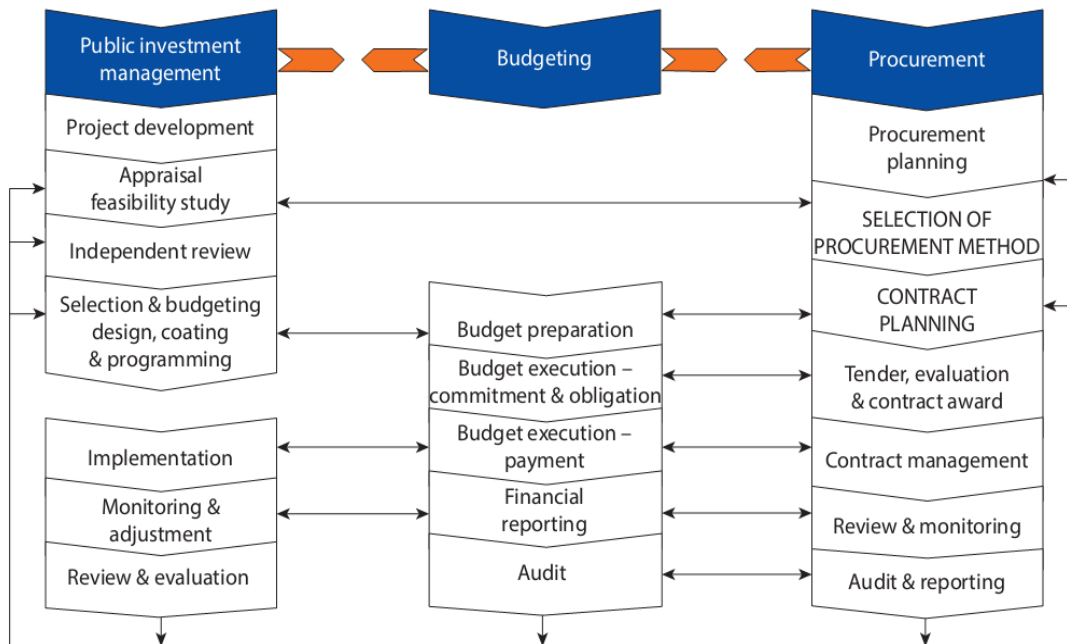 Public investment
management
Budgeting
Procurement
Project development
Appraisal
feasibility study
Independent review
Selection & budgeting
design, coating
& programming
Implementation
Monitoring &
adjustment
Review & evaluation
Budget preparation
Budget execution –
commitment & obligation
Budget execution –
payment
Financial
reporting
Audit
Procurement
planning
SELECTION OF
PROCUREMENT METHOD
CONTRACT
PLANNING
Tender, evaluation
& contract award
Contract management
Review & monitoring
Audit & reporting